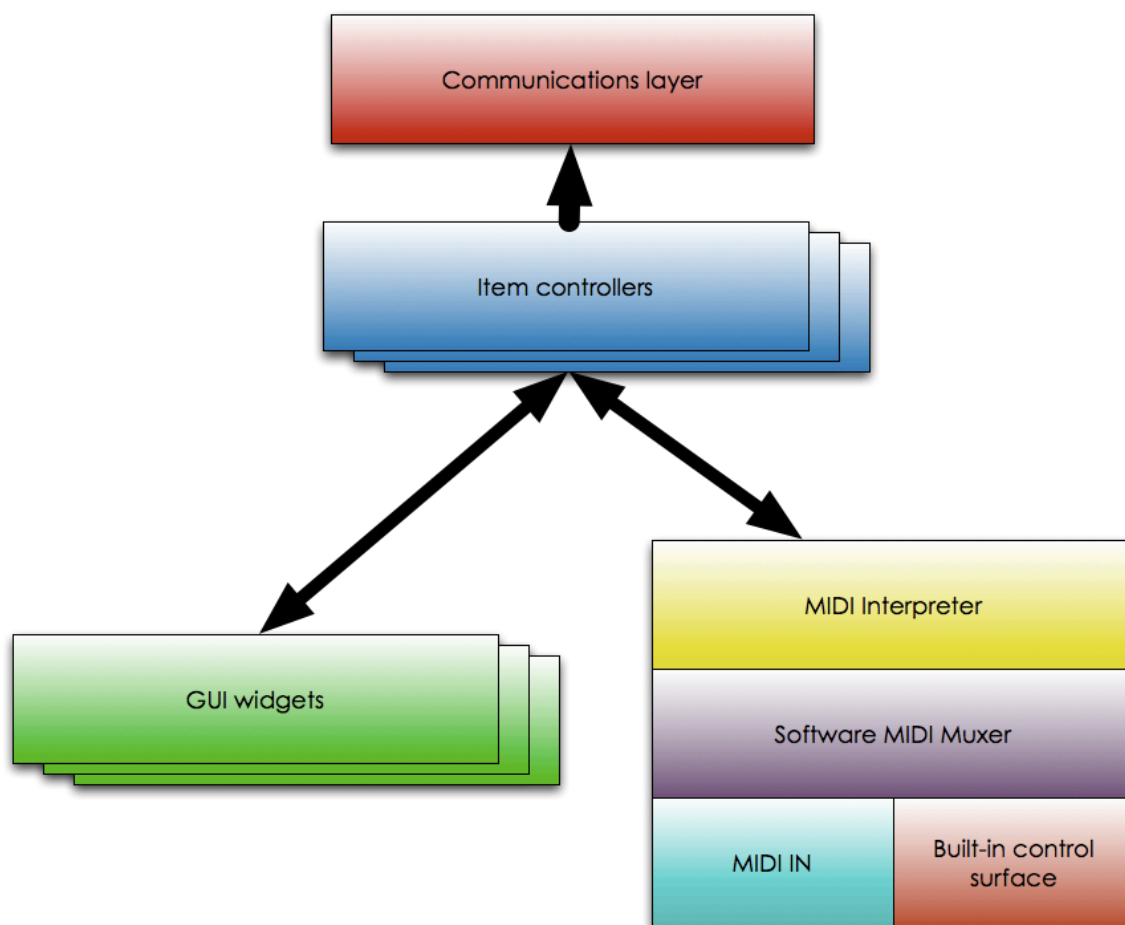 Communications layer
Item controllers
GUI widgets
MIDI Interpreter
Software MIDI Muxer
MIDI IN
Built-in control
surface